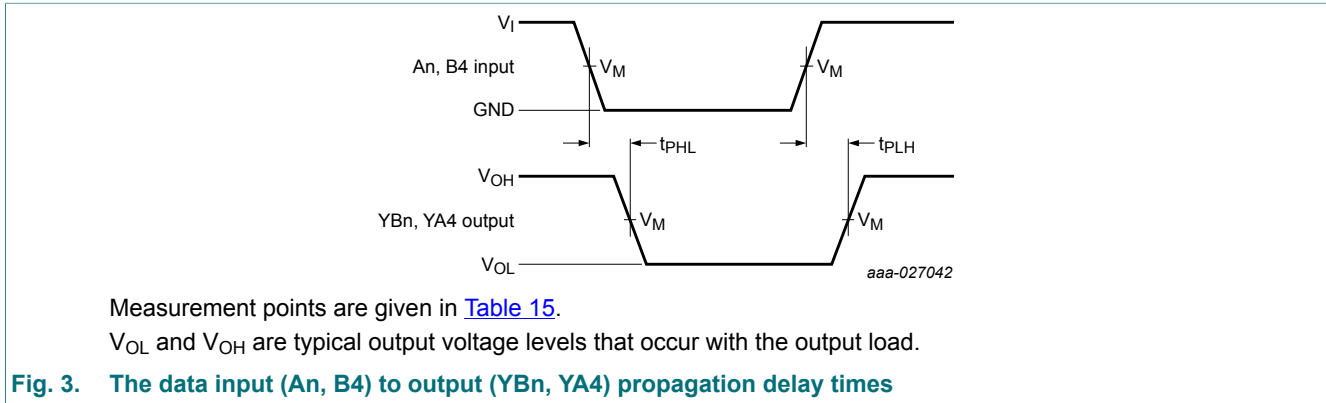 VI
An, B4 input
VM
VM
GND
tPHL
tPLH
VOH
YBn, YA4 output
VM
VM
VOL
aaa-027042
Measurement points are given in Table 15.
VOL and VOH are typical output voltage levels that occur with the output load.
Fig. 3. The data input (An, B4) to output (YBn, YA4) propagation delay times